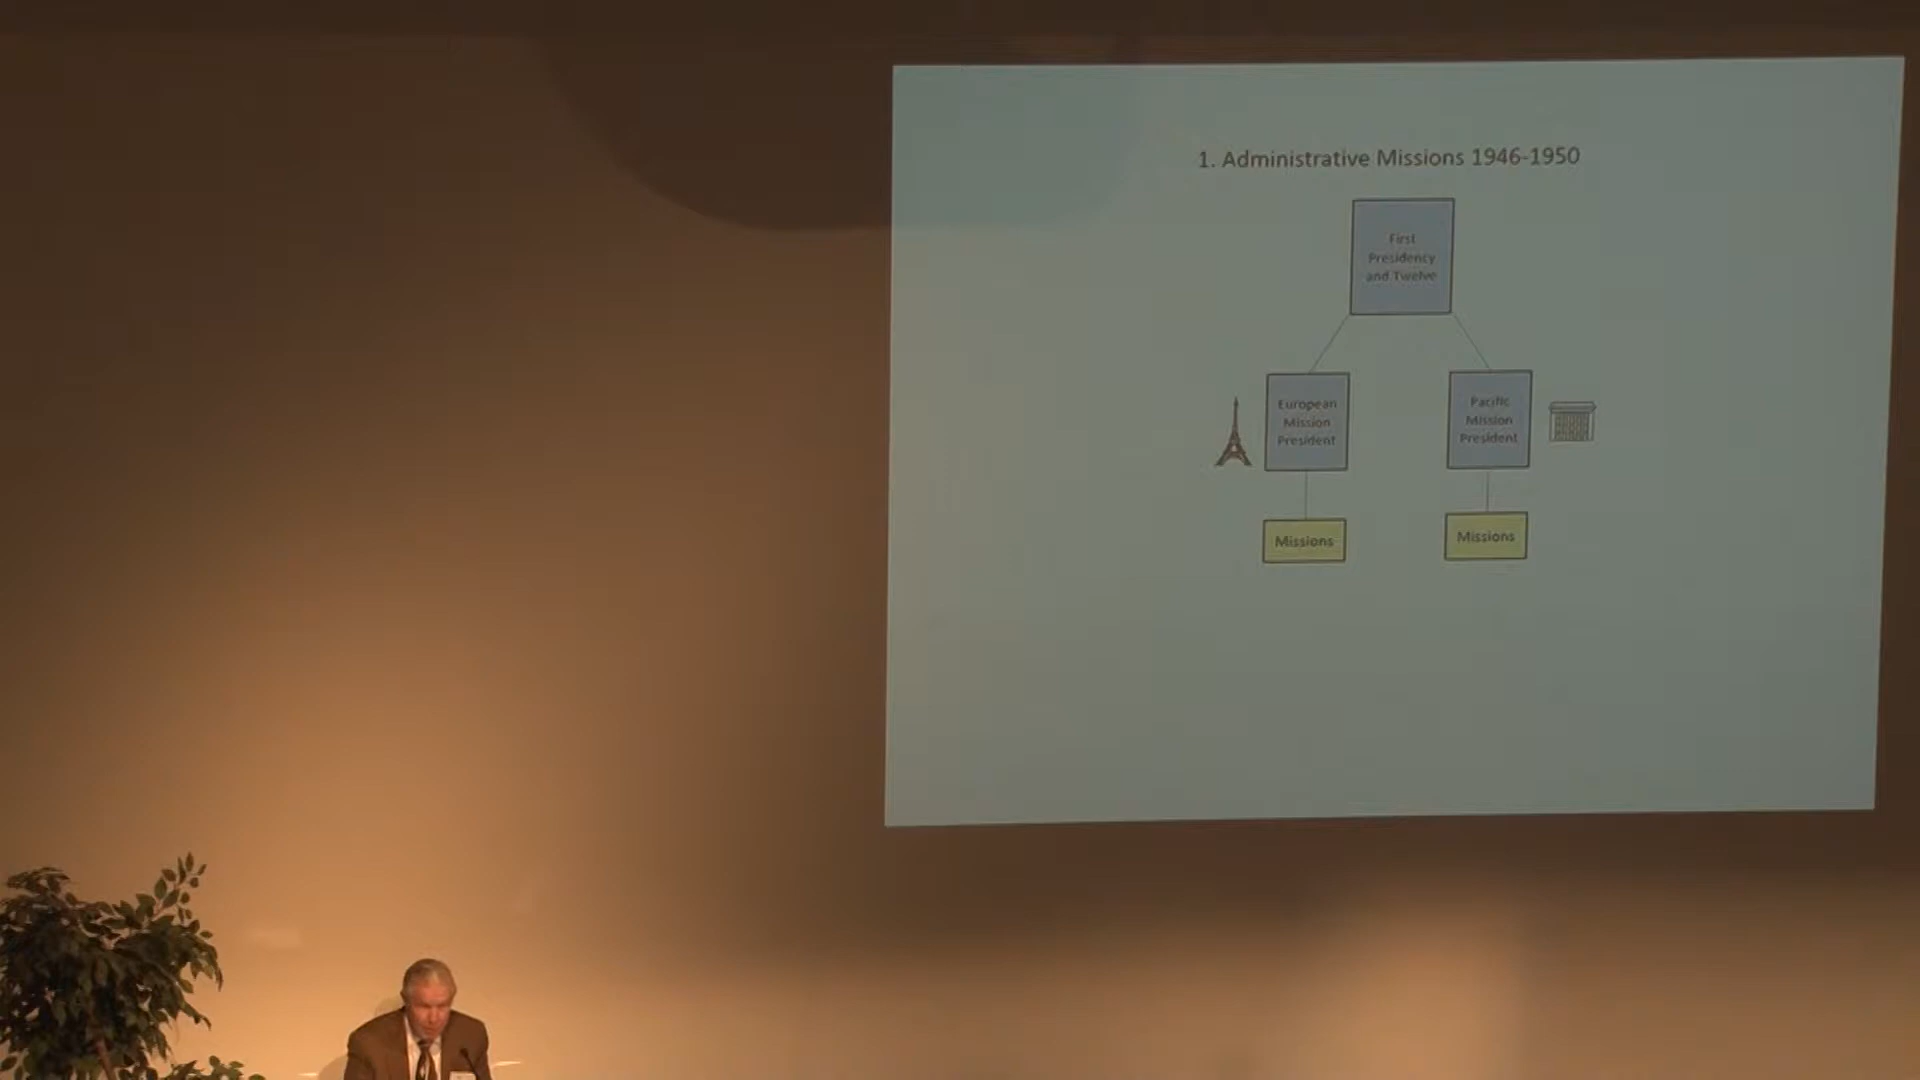 1. Administrative Missions 1946-1950
First
Presidency
and Twelve
European
Mission
President
Pacific
Mission
President
Missions
Missions